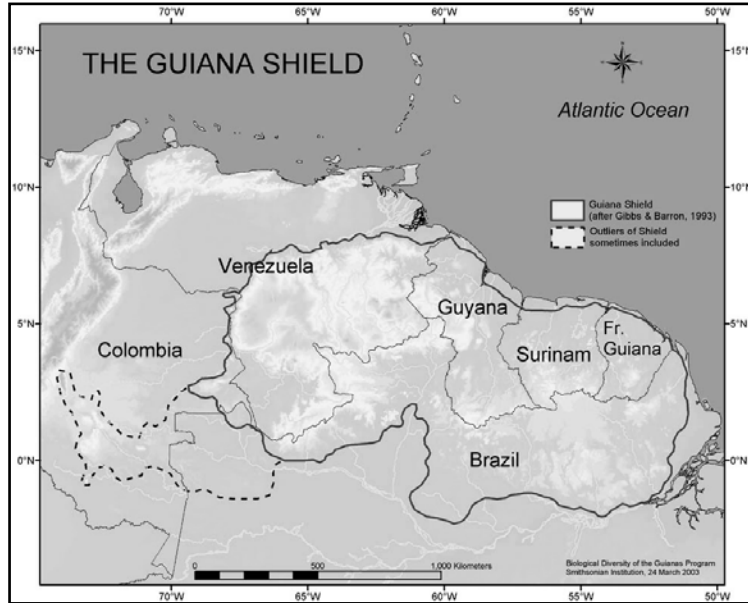 70°W 65°W 60°W 55°W 50°W
15°N 15°N
THE GUIANA SHIELD
Atlantic Ocean
10°N 10°N
Guiana Shield
(after Gibbs & Barron, 1993)
Outliers of Shield
sometimes included
Venezuela
Guyana
5°N 5°N
Surinam
Fr.
Guiana
Colombia
Brazil
0°N 0°N
0 500 1,000 Kilometers
Biological Diversity of the Guianas Program
Smithsonian Institution, 24 March 2003
70°W 65°W 60°W 55°W 50°W